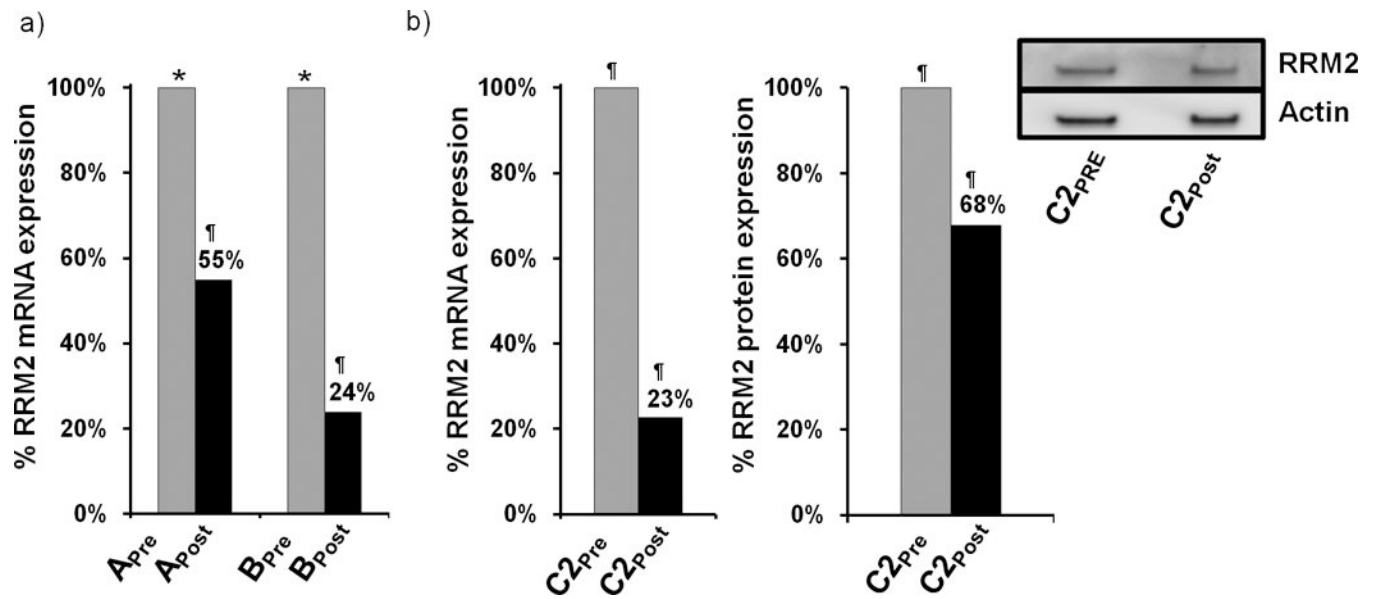 a)
% RRM2 mRNA expression
100%
80%
60%
40%
20%
0%
*
*
¶
55%
¶
24%
APre
APost
BPre
BPost
b)
% RRM2 mRNA expression
100%
80%
60%
40%
20%
0%
¶
¶
23%
C2Pre
C2Post
% RRM2 protein expression
100%
80%
60%
40%
20%
0%
¶
¶
68%
C2Pre
C2Post
RRM2
Actin
C2PRE
C2Post